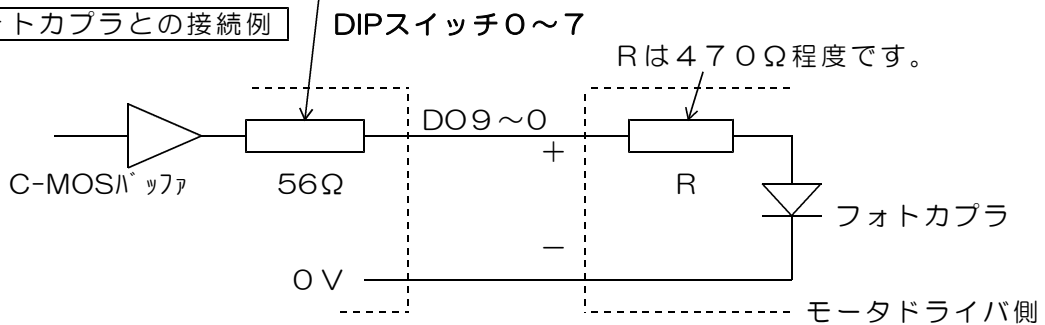 ォトカプラとの接続例
DIPスイッチ０～７
Rは４７０Ω程度です。
DO9～0
＋
C-MOSﾊﾞｯﾌｧ
56Ω
R
フォトカプラ
－
０V
モータドライバ側